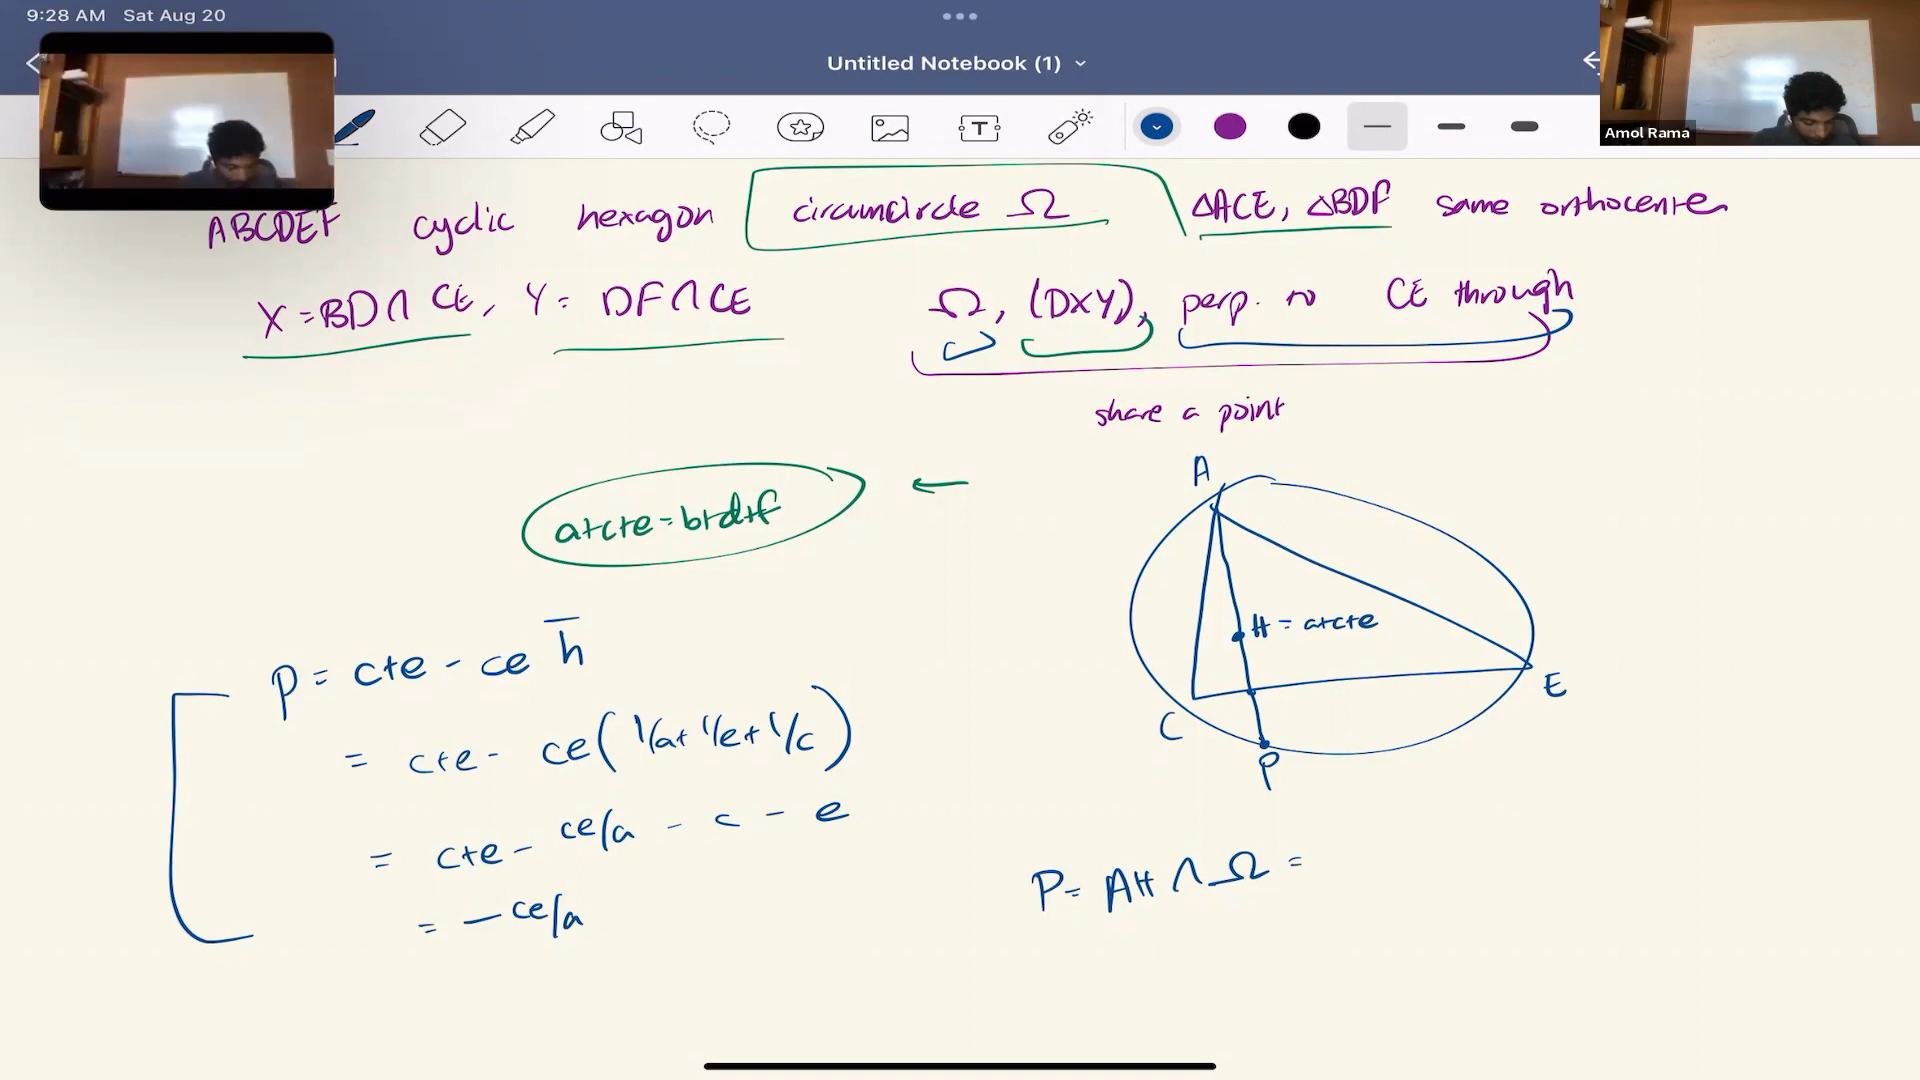 9:28 AM Sat Aug 20
Untitled Notebook (1)
Amol Rama
ABCDEF cyclic hexagon circumcircle Ω ΔACE, ΔBDF same orthocenter
X = BD∩CE, Y = DF∩CE Ω, (DXY), perp. to CE through
share a point
a+c+e = b+d+f ←
A
H = a+c+e
E
C
P
p = c+e - ce h̅
= c+e - ce(1/a + 1/e + 1/c)
= c+e - ce/a - c - e
= - ce/a
P = AH ∩ Ω =